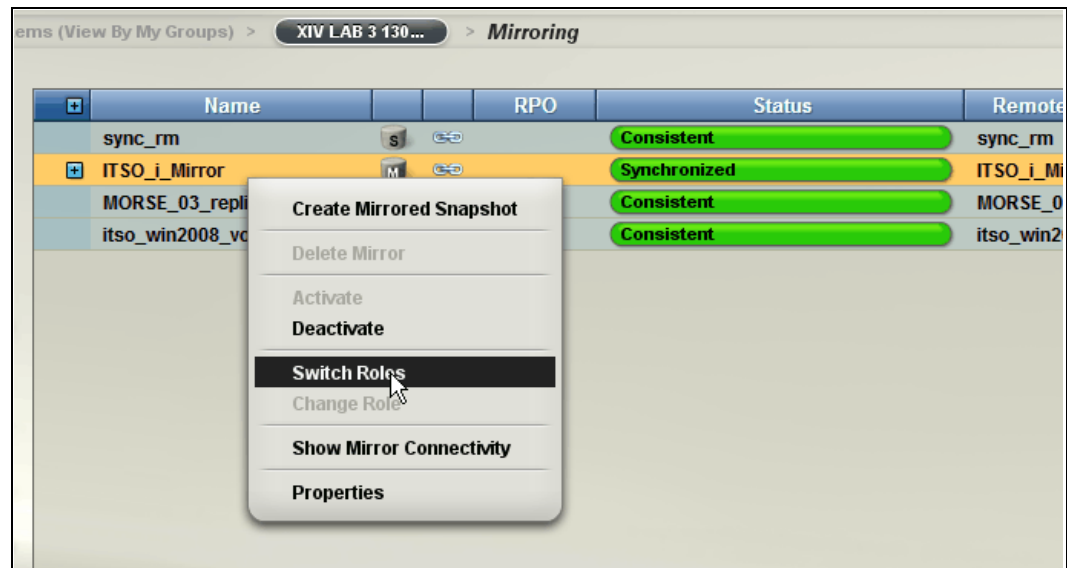 ems (View By My Groups) > XIV LAB 3 130... > Mirroring
Name RPO Status Remote
sync_rm S Consistent sync_rm
ITSO_i_Mirror M Synchronized ITSO_i_Mi
MORSE_03_repli Consistent MORSE_0
itso_win2008_vo Consistent itso_win2
Create Mirrored Snapshot
Delete Mirror
Activate
Deactivate
Switch Roles
Change Role
Show Mirror Connectivity
Properties